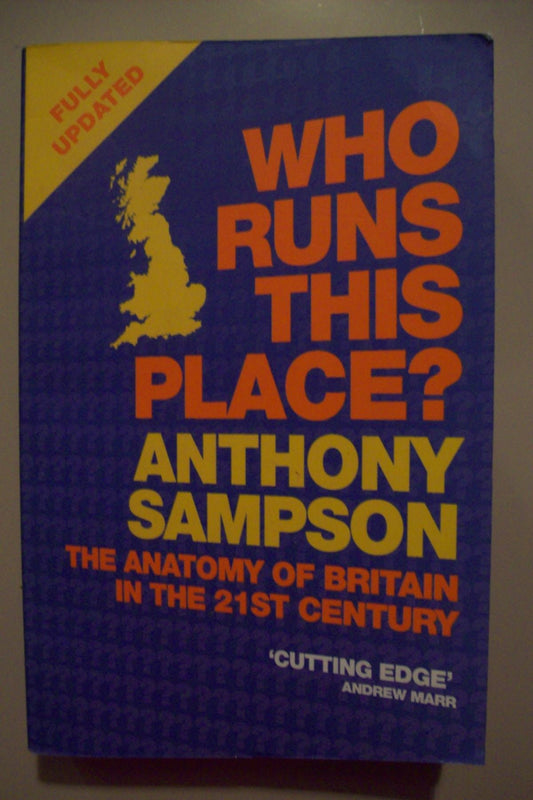 FULLY
UPDATED
WHO
RUNS
THIS
PLACE?
ANTHONY
SAMPSON
THE ANATOMY OF BRITAIN
IN THE 21ST CENTURY
'CUTTING EDGE'
ANDREW MARR